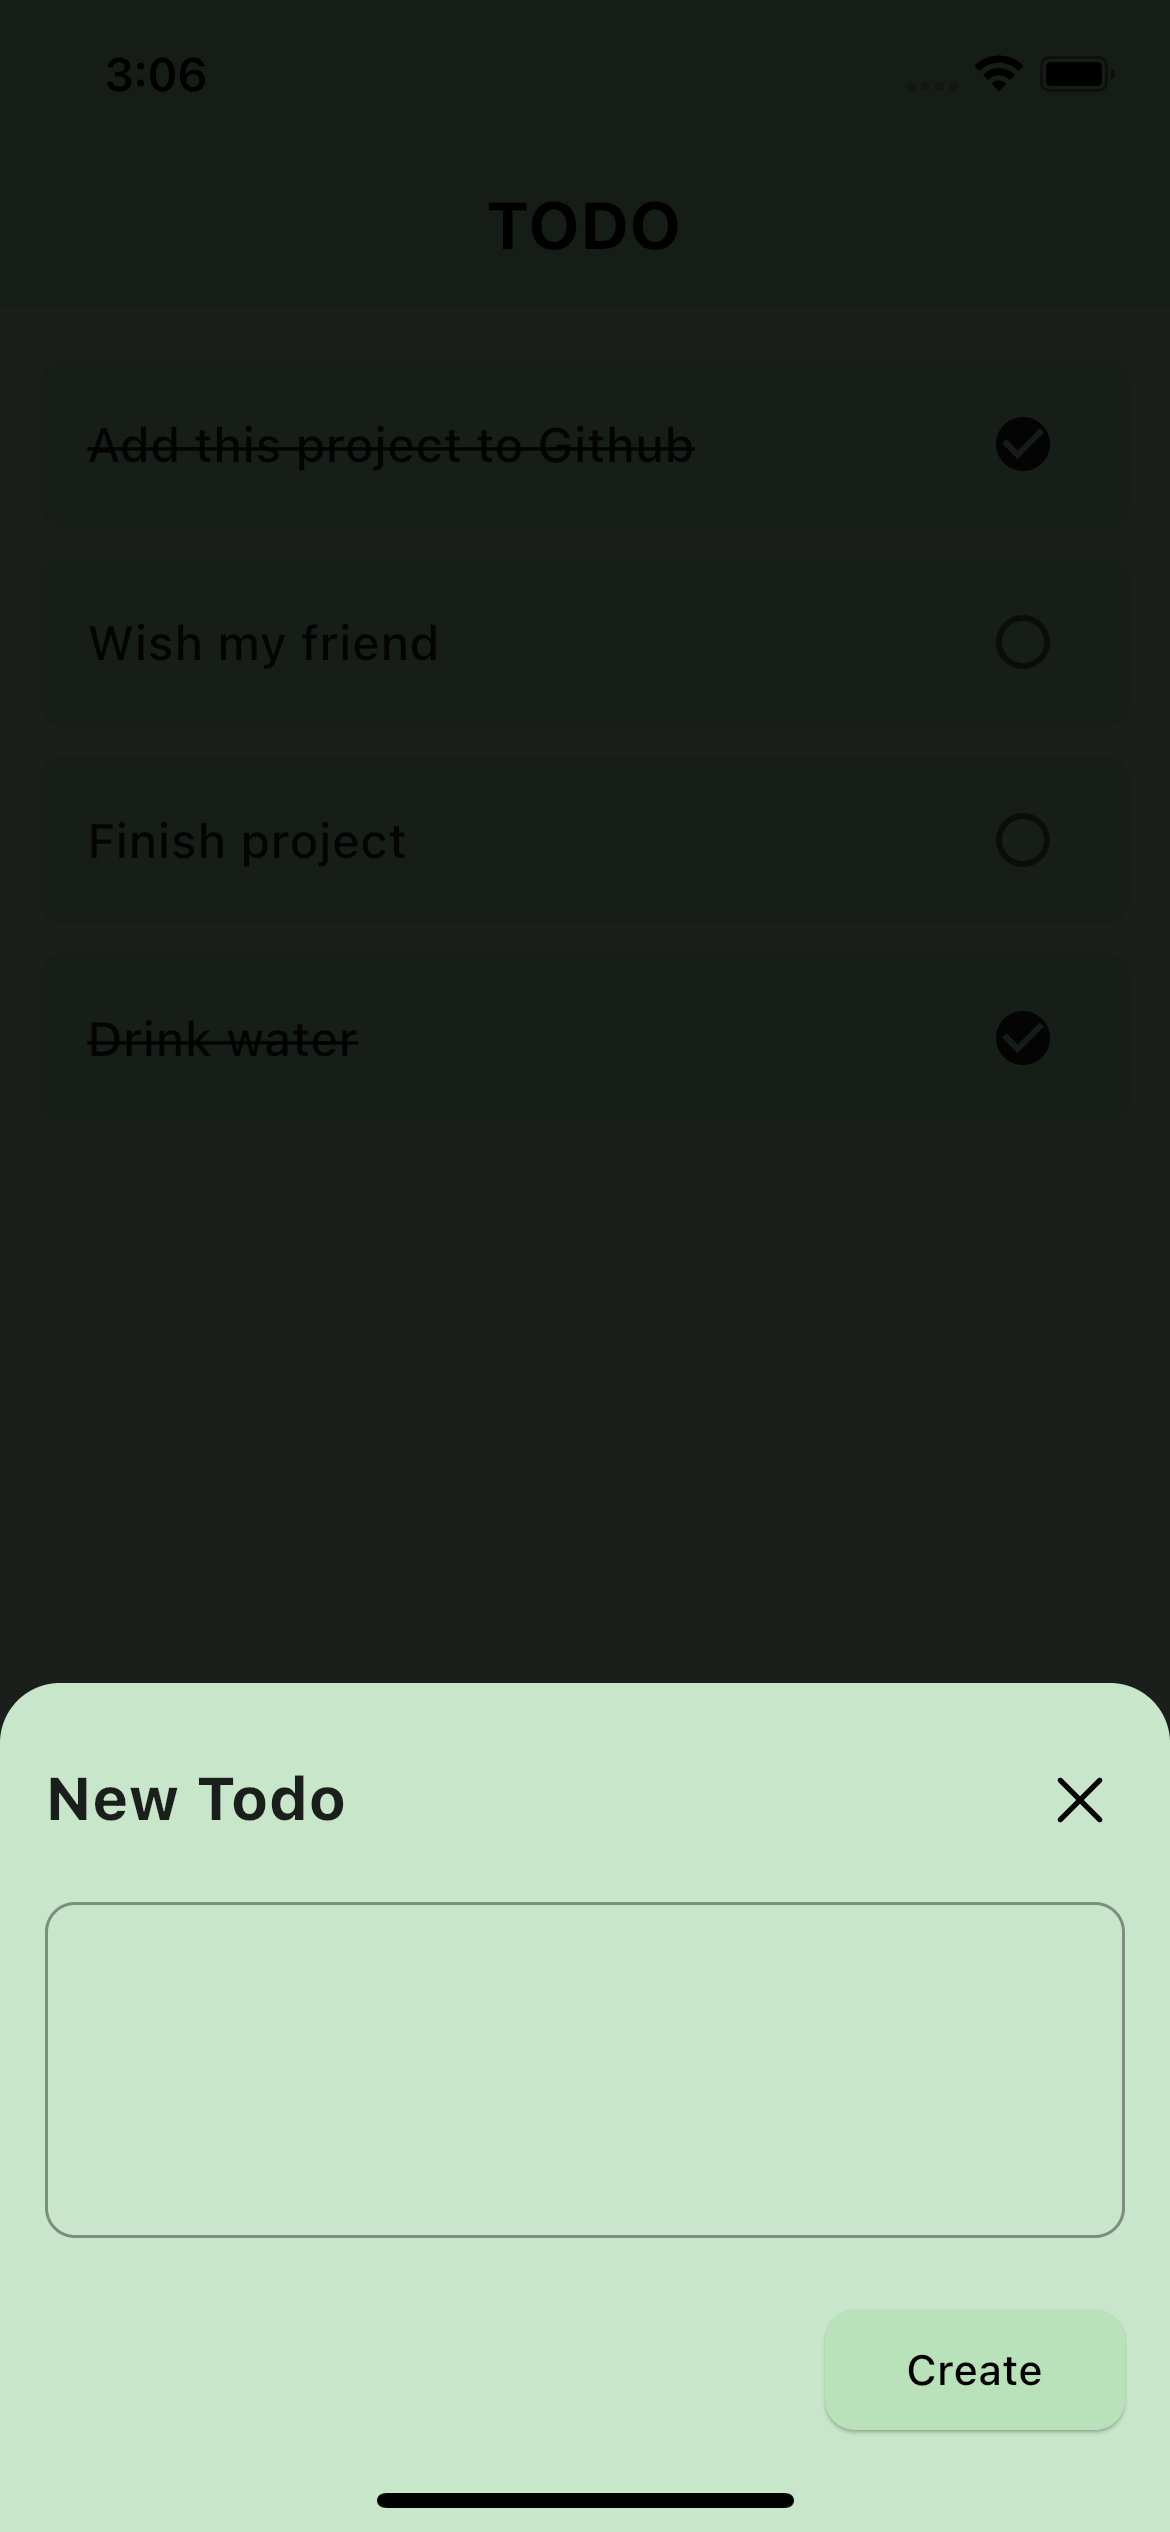 3:06
TODO
Add this project to Github
Wish my friend
Finish project
Drink water
New Todo
Create